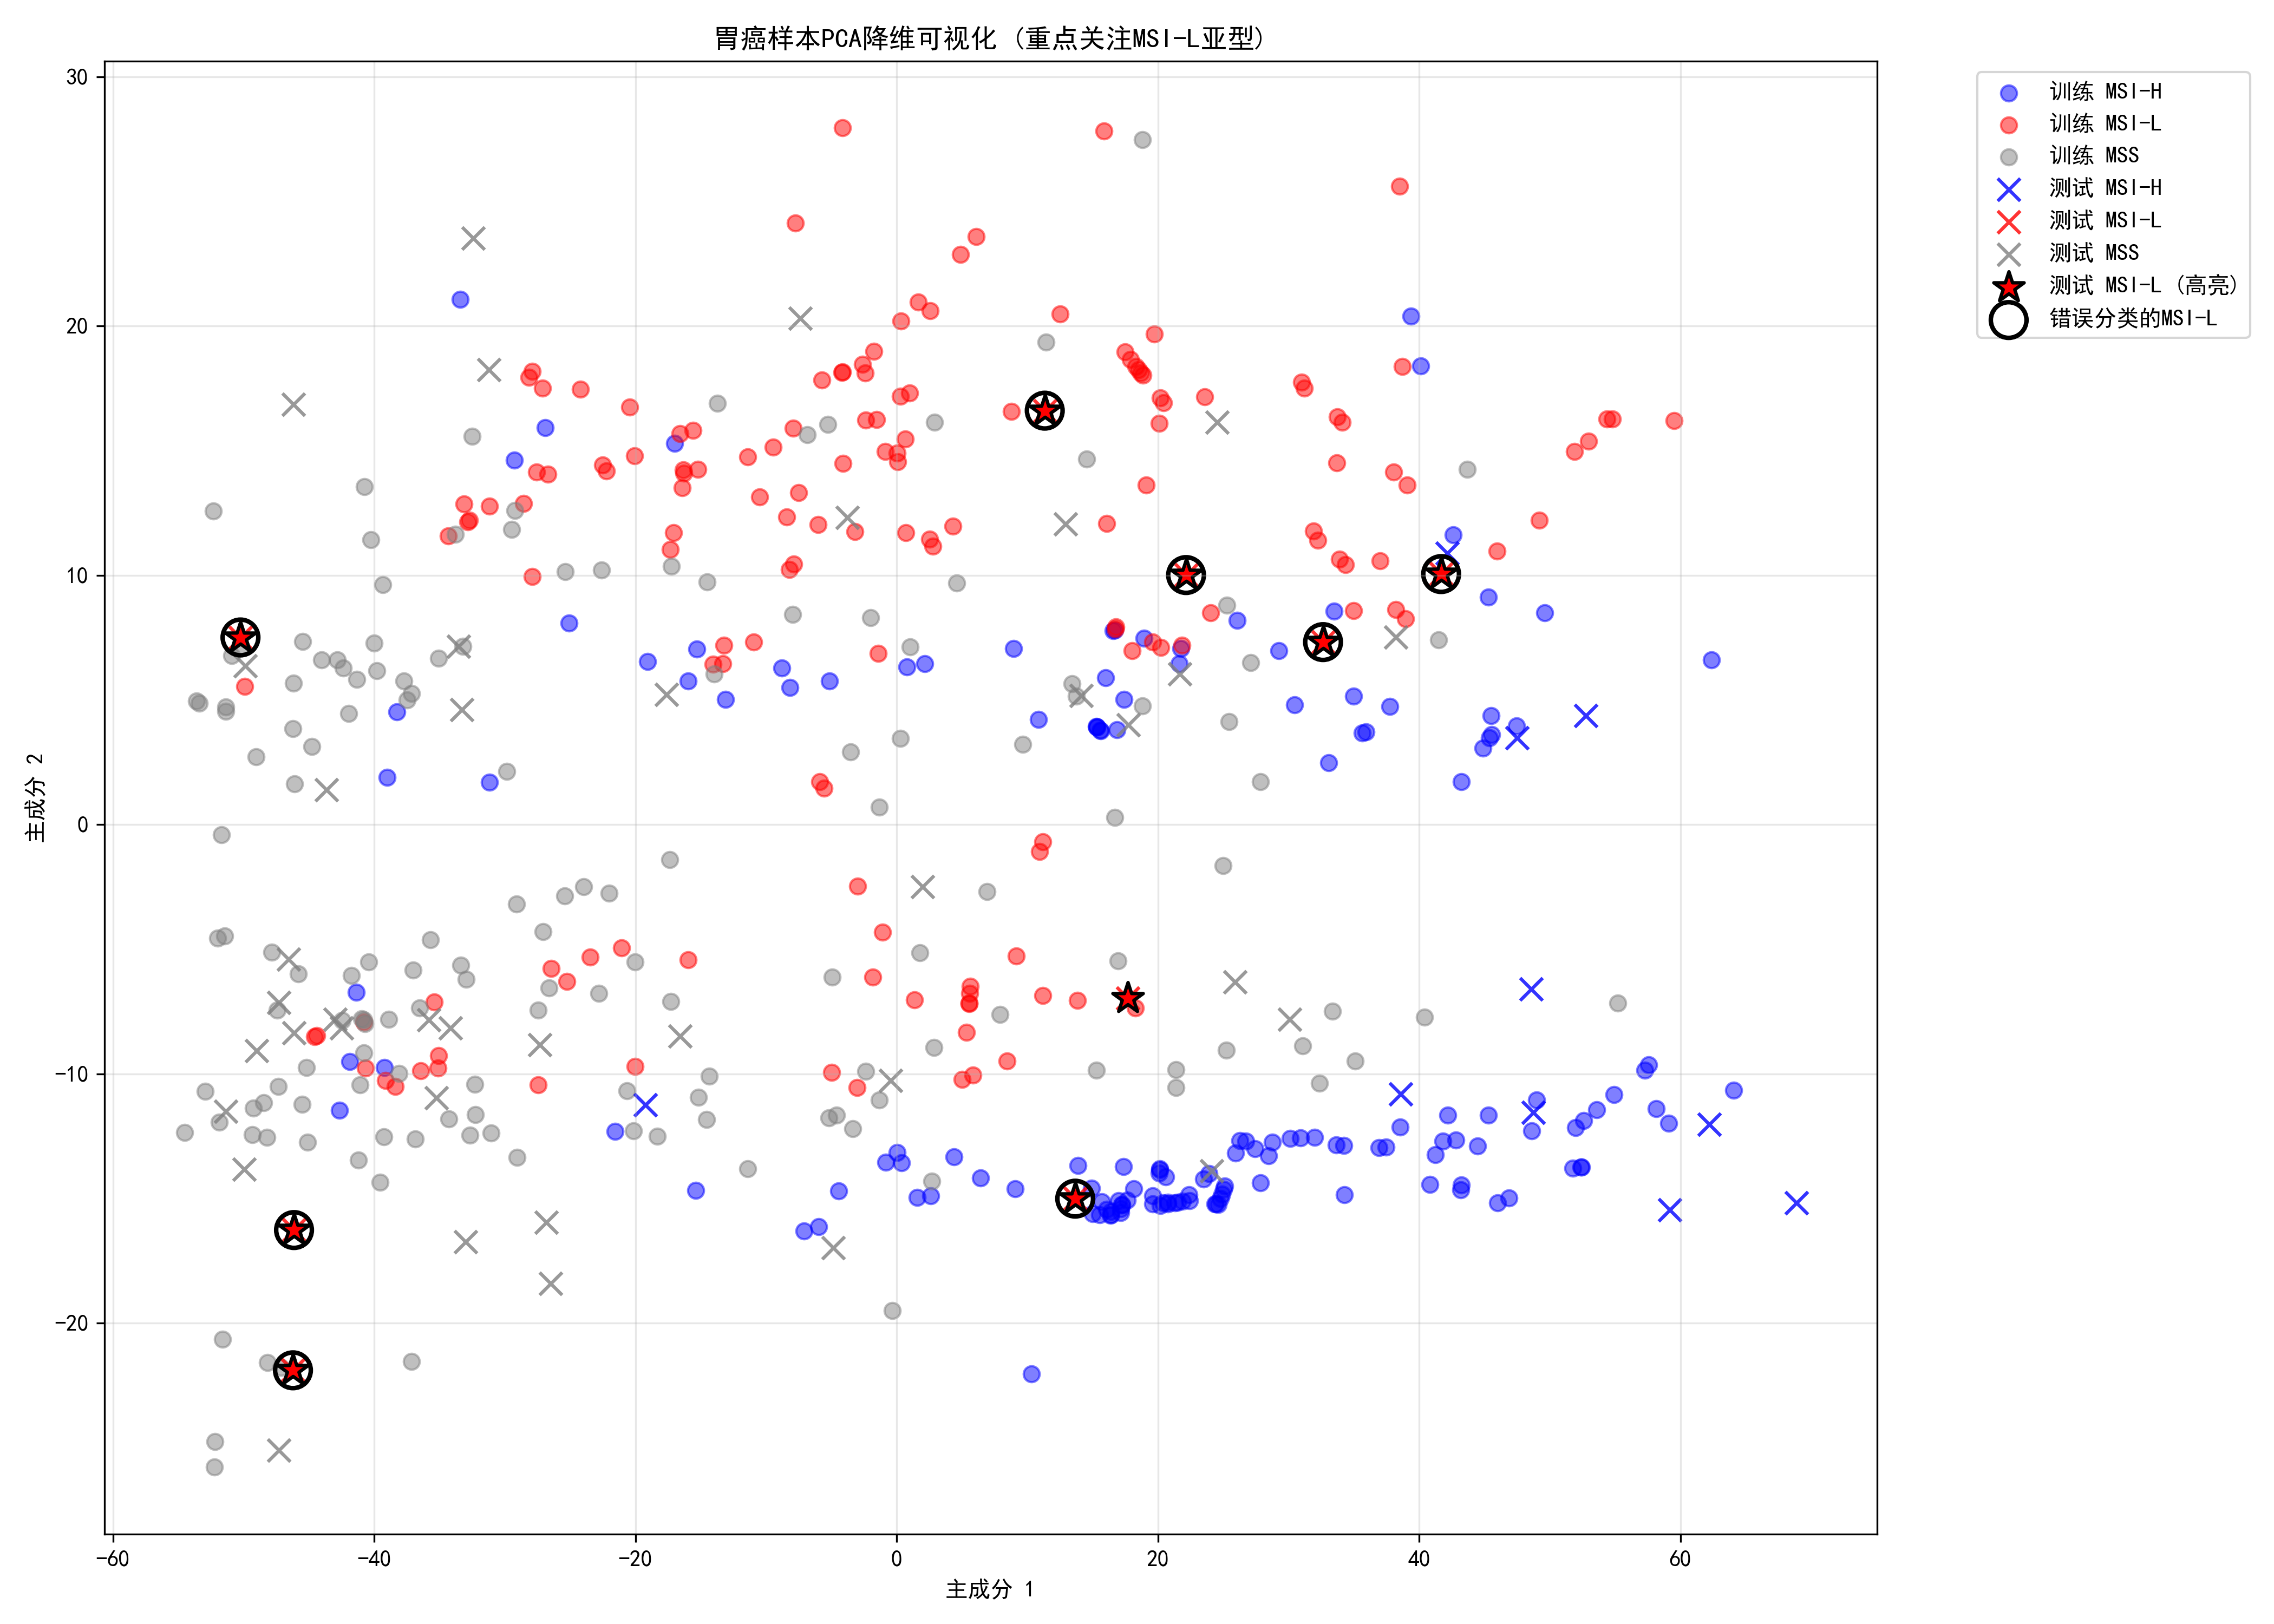 胃癌样本PCA降维可视化 (重点关注MSI-L亚型)
训练 MSI-H
训练 MSI-L
训练 MSS
测试 MSI-H
测试 MSI-L
测试 MSS
测试 MSI-L (高亮)
错误分类的MSI-L
30
20
10
0
−10
−20
主成分 2
−60
−40
−20
0
20
40
60
主成分 1